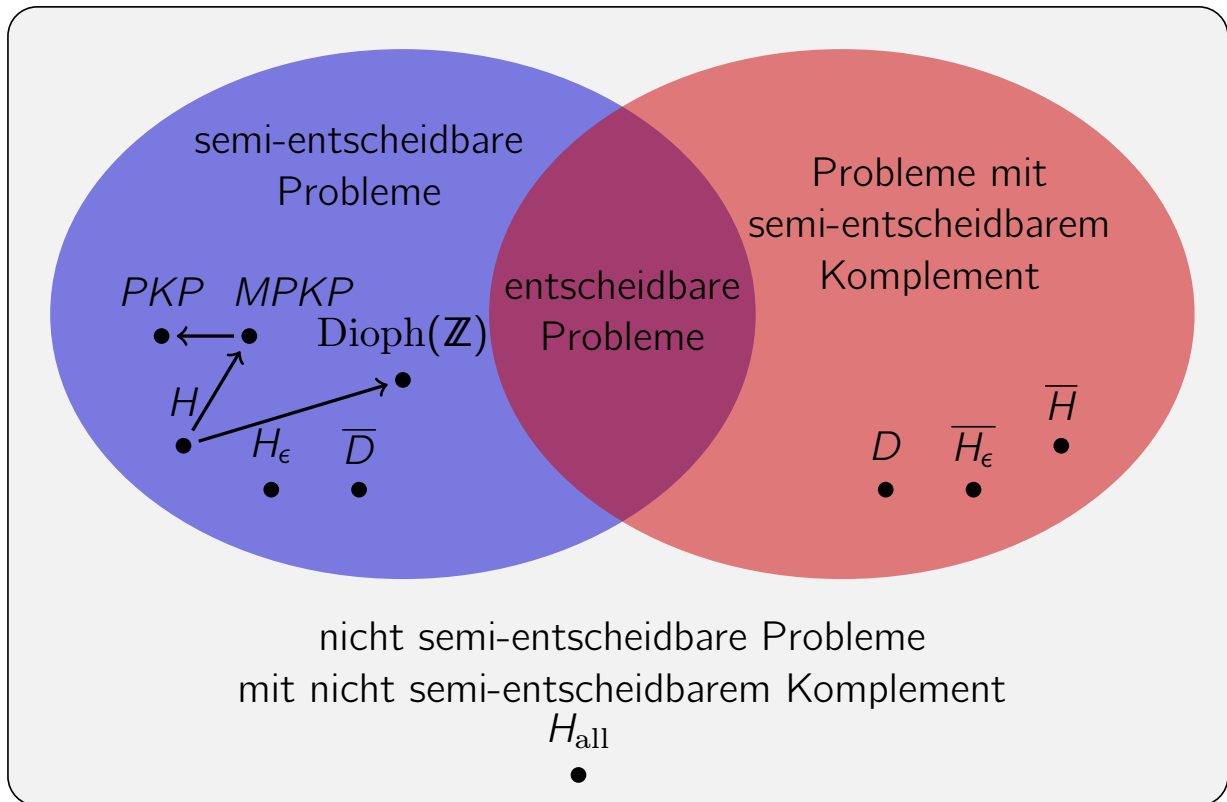 semi-entscheidbare
Probleme
Probleme mit
semi-entscheidbarem
Komplement
entscheidbare
Probleme
PKP
MPKP
Dioph(ℤ)
H
H_ϵ
D̅
D
H̅_ϵ̅
H̅
nicht semi-entscheidbare Probleme
mit nicht semi-entscheidbarem Komplement
H_all